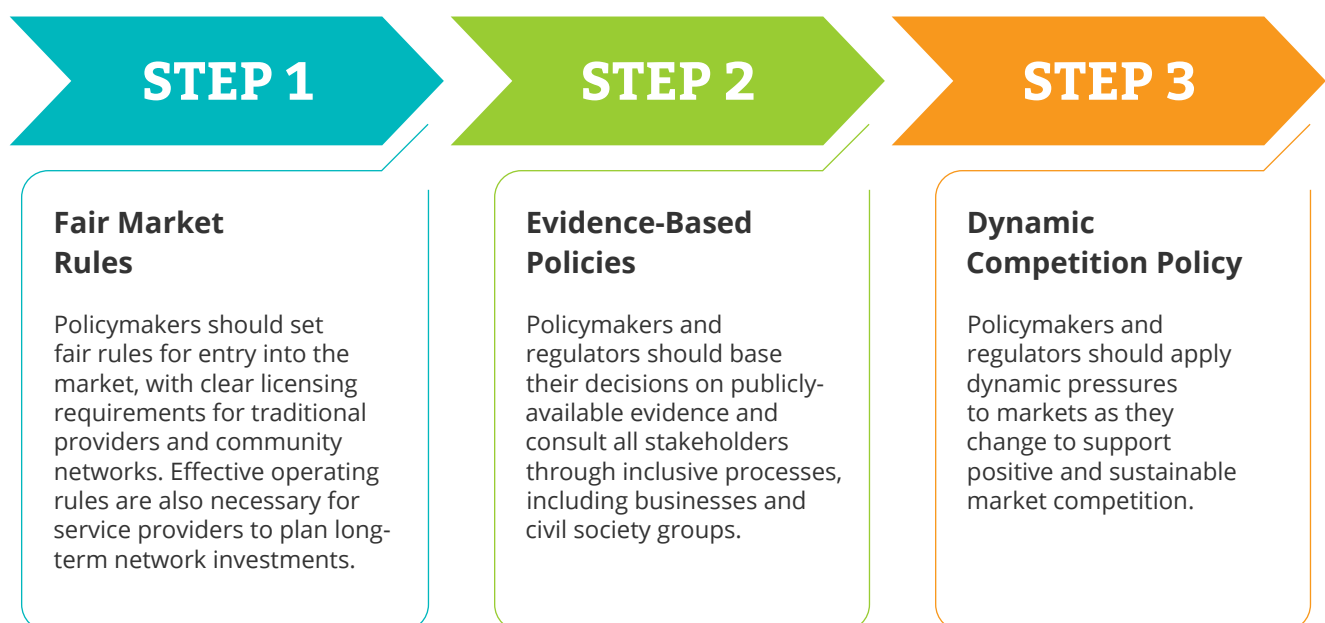 STEP 1
Fair Market
Rules
Policymakers should set
fair rules for entry into the
market, with clear licensing
requirements for traditional
providers and community
networks. Effective operating
rules are also necessary for
service providers to plan long-
term network investments.
STEP 2
Evidence-Based
Policies
Policymakers and
regulators should base
their decisions on publicly-
available evidence and
consult all stakeholders
through inclusive processes,
including businesses and
civil society groups.
STEP 3
Dynamic
Competition Policy
Policymakers and
regulators should apply
dynamic pressures
to markets as they
change to support
positive and sustainable
market competition.